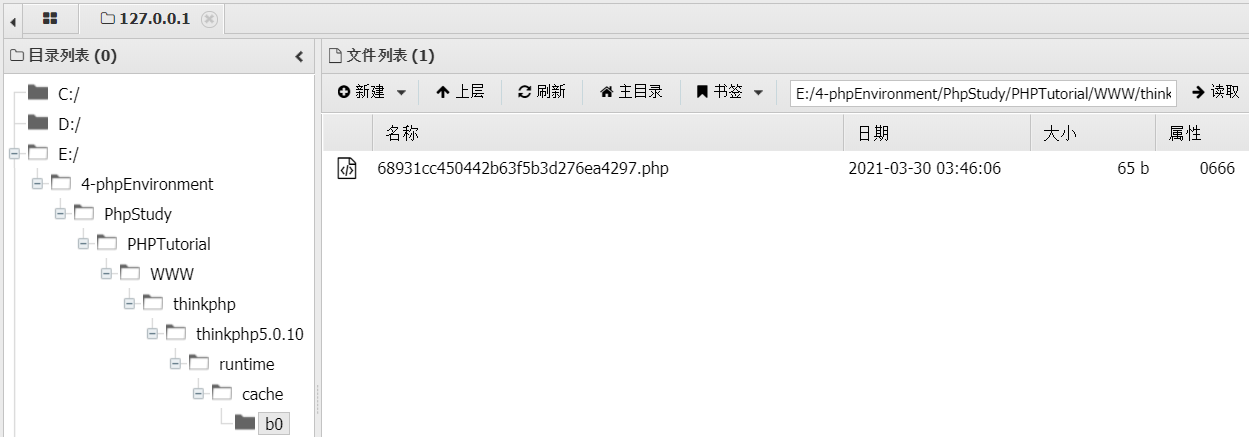 127.0.0.1
目录列表 (0)
文件列表 (1)
新建 上层 刷新 主目录 书签 E:/4-phpEnvironment/PhpStudy/PHPTutorial/WWW/think 读取
名称 日期 大小 属性
68931cc450442b63f5b3d276ea4297.php 2021-03-30 03:46:06 65 b 0666
C:/
D:/
E:/
4-phpEnvironment
PhpStudy
PHPTutorial
WWW
thinkphp
thinkphp5.0.10
runtime
cache
b0